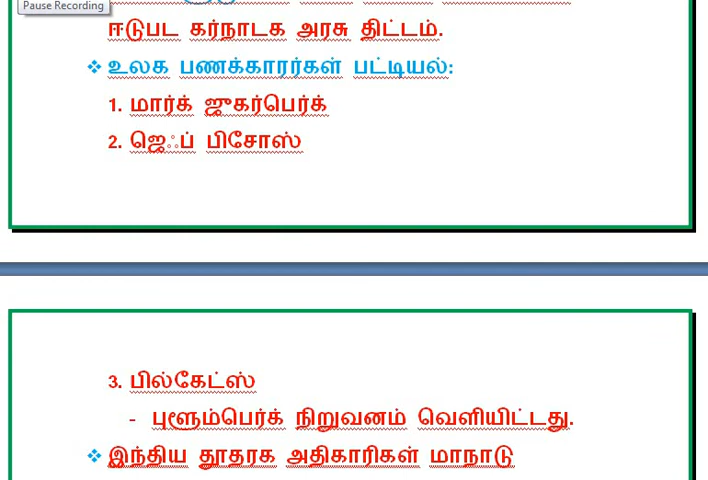 Pause Recording
ஈடுபட கர்நாடக அரசு திட்டம்.
❖ உலக பணக்காரர்கள் பட்டியல்:
1. மார்க் ஜுகர்பெர்க்
2. ஜெஃப் பிசோஸ்
3. பில்கேட்ஸ்
- புளூம்பெர்க் நிறுவனம் வெளியிட்டது.
❖ இந்திய தூதரக அதிகாரிகள் மாநாடு